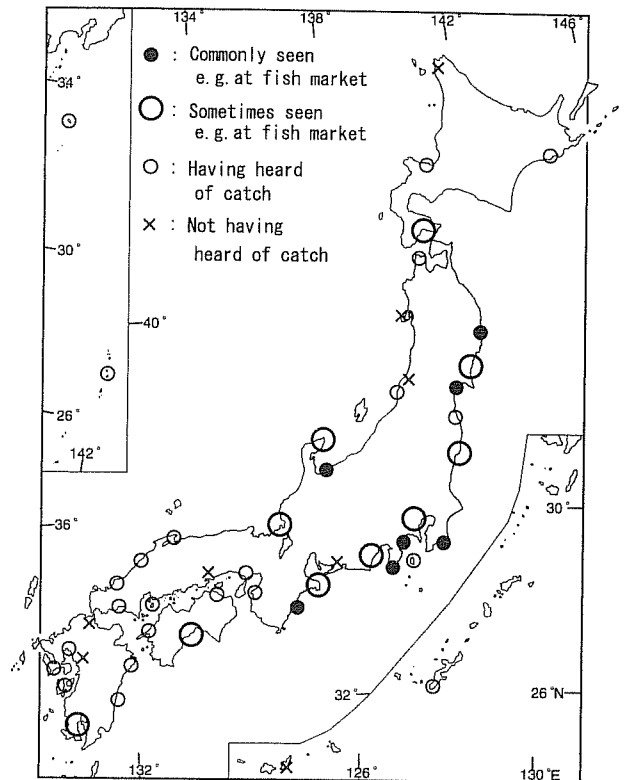 134° 138° 142° 146°
● : Commonly seen
e.g. at fish market
○ : Sometimes seen
e.g. at fish market
○ : Having heard
of catch
× : Not having
heard of catch
34°
30°
40°
26°
142°
36°
30°
32°
26°N
132° 126° 130°E